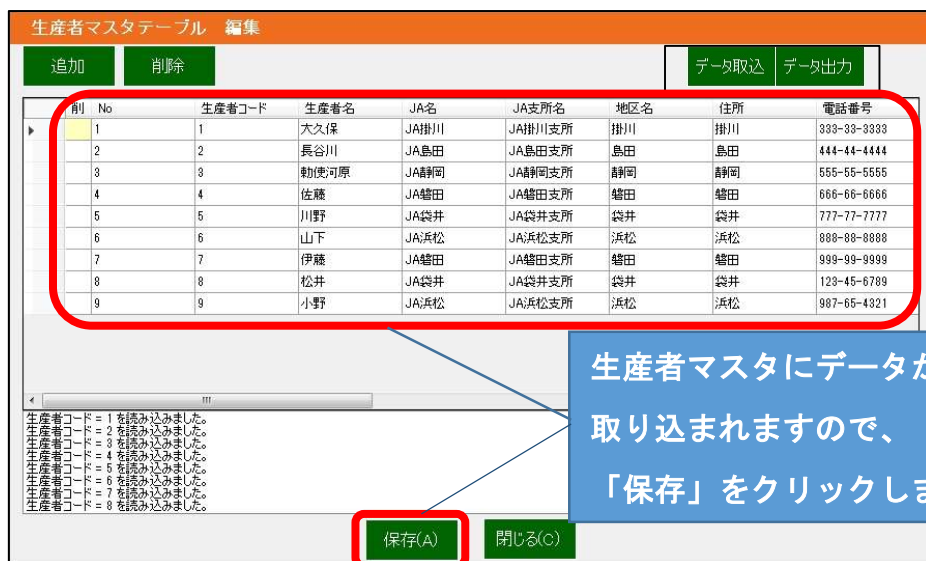 生産者マスタテーブル　編集
追加 削除 データ取込 データ出力
削 No 生産者コード 生産者名 JA名 JA支所名 地区名 住所 電話番号
1 1 大久保 JA掛川 JA掛川支所 掛川 掛川 333-33-3333
2 2 長谷川 JA島田 JA島田支所 島田 島田 444-44-4444
3 3 勅使河原 JA静岡 JA静岡支所 静岡 静岡 555-55-5555
4 4 佐藤 JA磐田 JA磐田支所 磐田 磐田 666-66-6666
5 5 川野 JA袋井 JA袋井支所 袋井 袋井 777-77-7777
6 6 山下 JA浜松 JA浜松支所 浜松 浜松 888-88-8888
7 7 伊藤 JA磐田 JA磐田支所 磐田 磐田 999-99-9999
8 8 松井 JA袋井 JA袋井支所 袋井 袋井 123-45-6789
9 9 小野 JA浜松 JA浜松支所 浜松 浜松 987-65-4321
生産者マスタにデータが
取り込まれますので、
「保存」をクリックしま
生産者コード = 1 を読み込みました。
生産者コード = 2 を読み込みました。
生産者コード = 3 を読み込みました。
生産者コード = 4 を読み込みました。
生産者コード = 5 を読み込みました。
生産者コード = 6 を読み込みました。
生産者コード = 7 を読み込みました。
生産者コード = 8 を読み込みました。
保存(A) 閉じる(C)